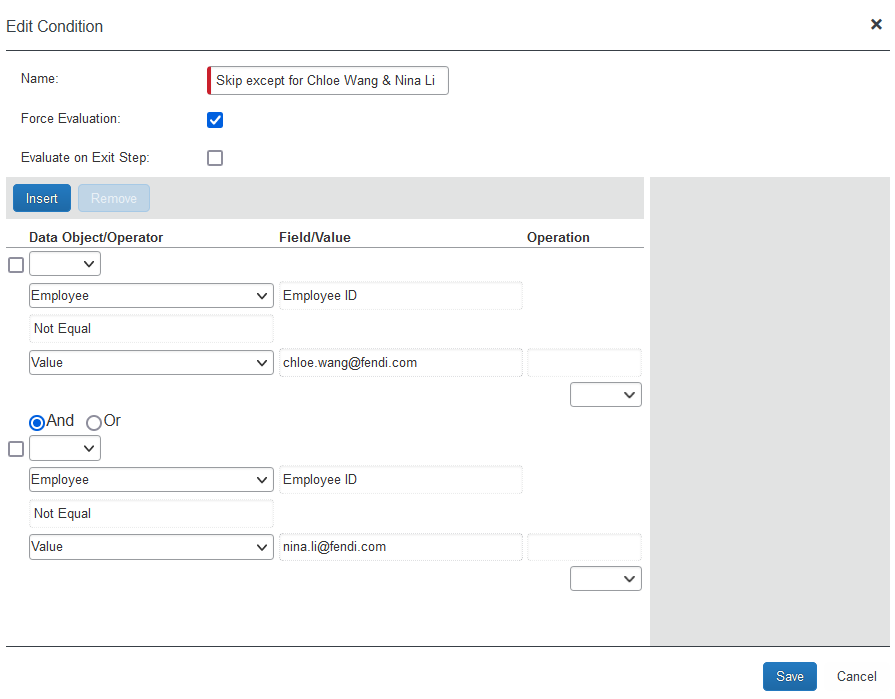 Edit Condition
Name: Skip except for Chloe Wang & Nina Li
Force Evaluation:
Evaluate on Exit Step:
Insert Remove
Data Object/Operator Field/Value Operation
Employee Employee ID
Not Equal
Value chloe.wang@fendi.com
And Or
Employee Employee ID
Not Equal
Value nina.li@fendi.com
Save Cancel